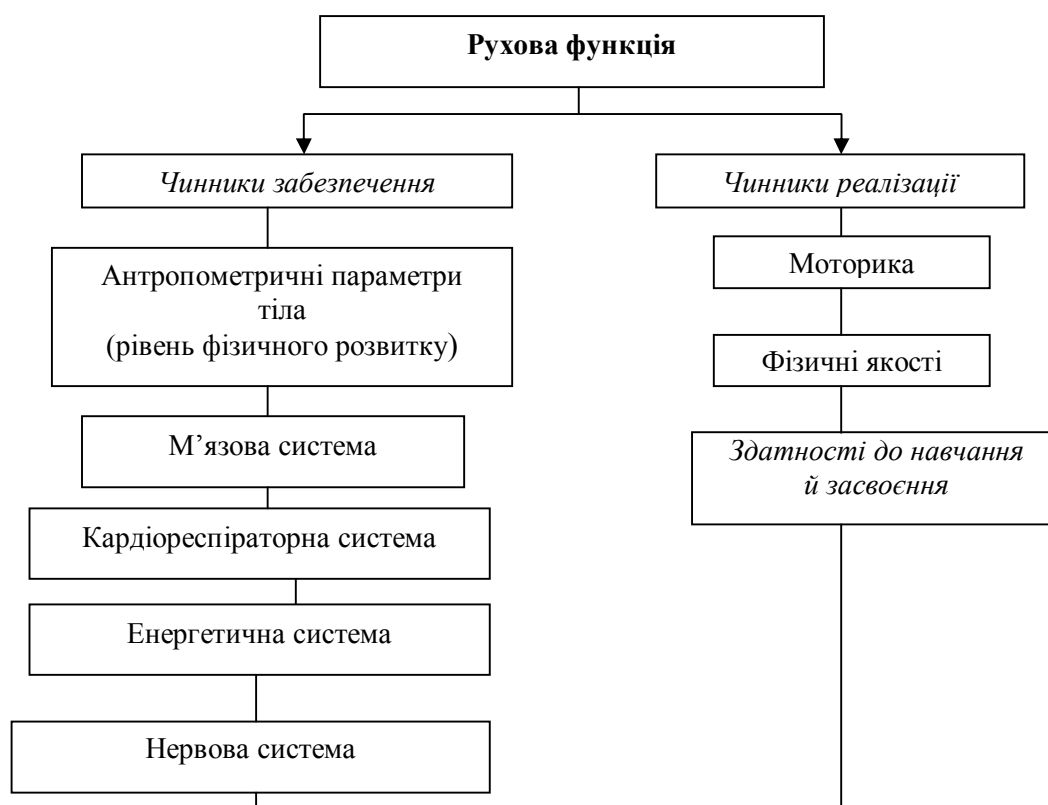 Рухова функція
Чинники забезпечення
Чинники реалізації
Антропометричні параметри
тіла
(рівень фізичного розвитку)
М’язова система
Кардіореспіраторна система
Енергетична система
Нервова система
Моторика
Фізичні якості
Здатності до навчання
й засвоєння